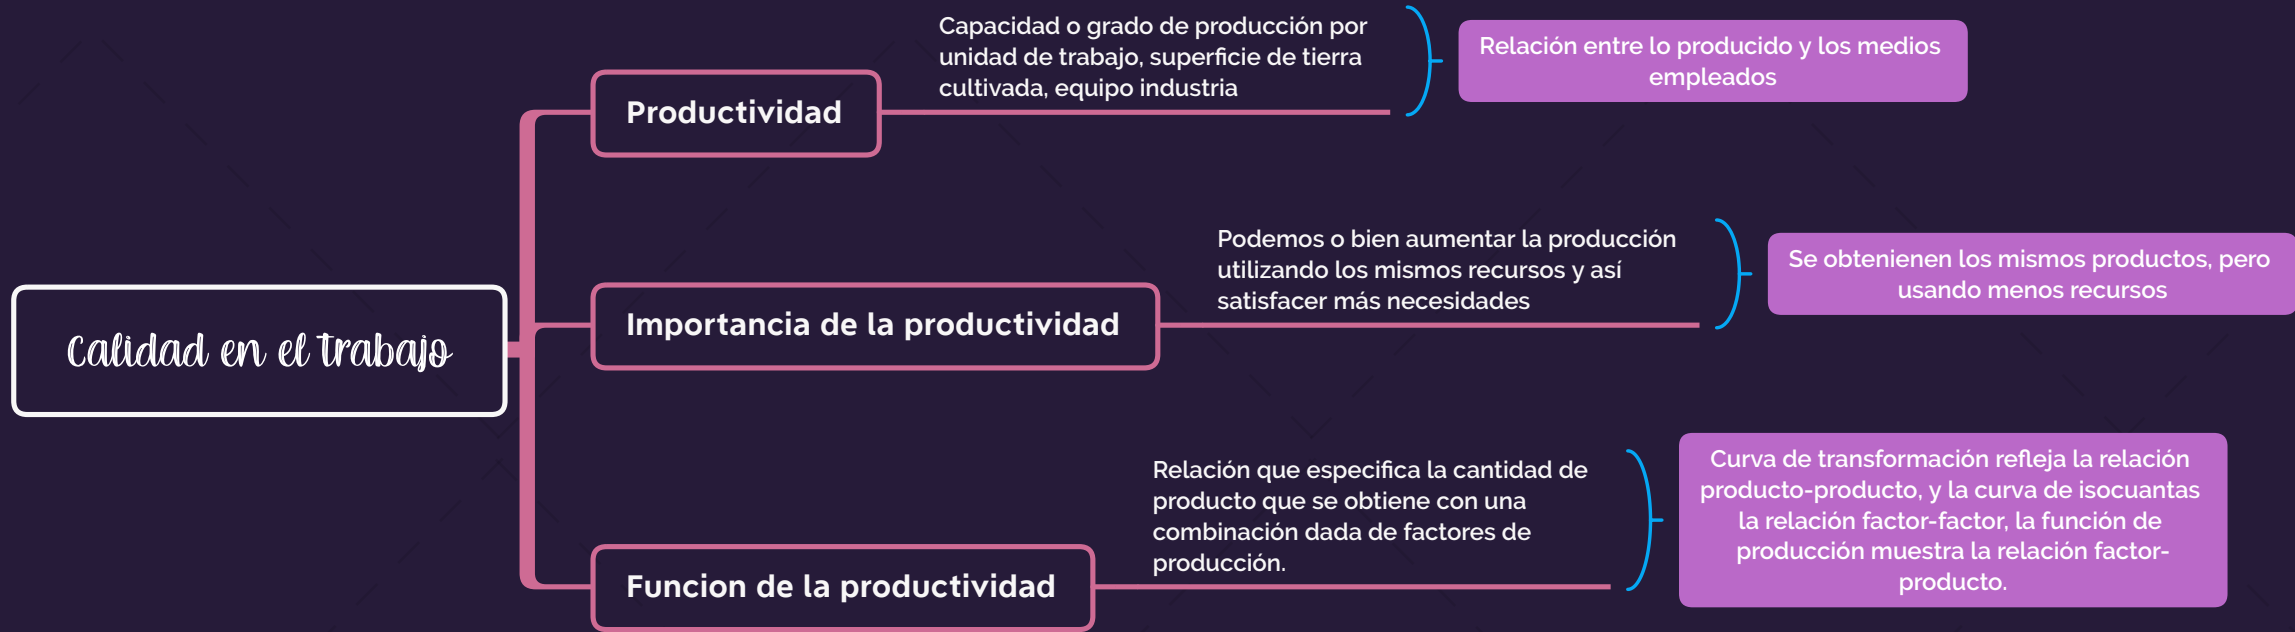 Capacidad o grado de producción por
unidad de trabajo, superficie de tierra
cultivada, equipo industria
Relación entre lo producido y los medios
empleados
Productividad
Podemos o bien aumentar la producción
utilizando los mismos recursos y así
satisfacer más necesidades
Se obtenienen los mismos productos, pero
usando menos recursos
Importancia de la productividad
Calidad en el trabajo
Relación que especifica la cantidad de
producto que se obtiene con una
combinación dada de factores de
producción.
Curva de transformación refleja la relación
producto-producto, y la curva de isocuantas
la relación factor-factor, la función de
producción muestra la relación factor-
producto.
Funcion de la productividad